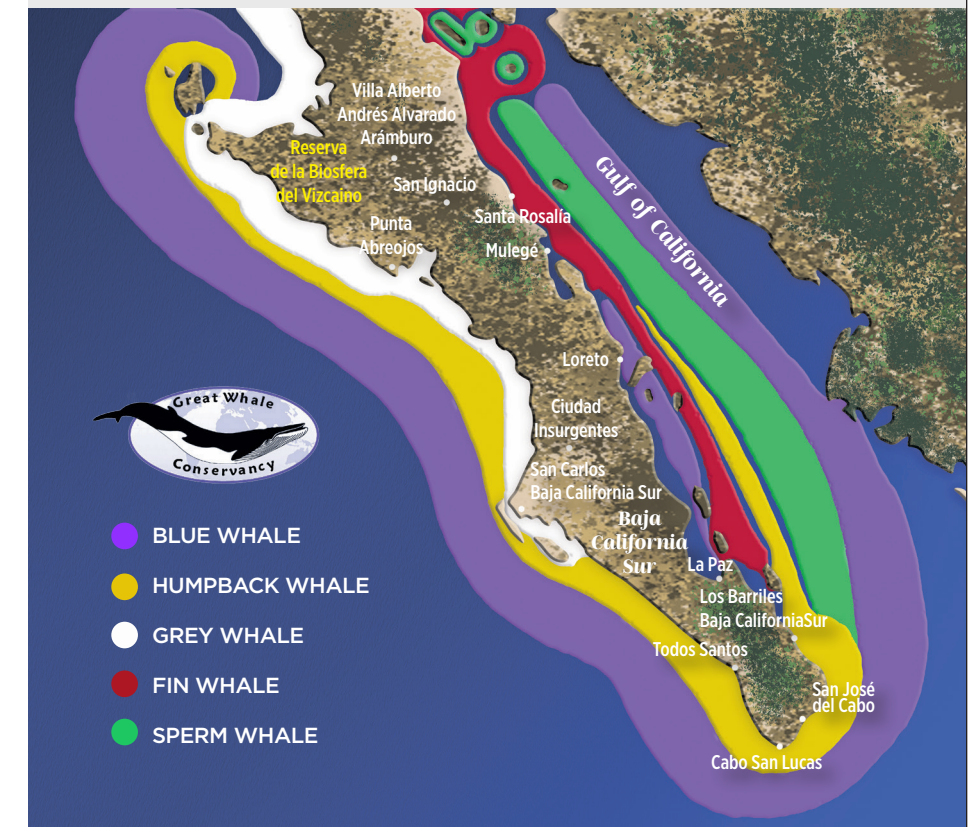 Villa Alberto
Andrés Alvarado
Arámburo
Reserva
de la Biosfera
del Vizcaino
San Ignacio
Gulf of California
Santa Rosalía
Punta
Abreojos
Mulegé
Loreto
Great Whale
Conservancy
Ciudad
Insurgentes
San Carlos
Baja California Sur
Baja
California
Sur
BLUE WHALE
HUMPBACK WHALE
GREY WHALE
FIN WHALE
SPERM WHALE
La Paz
Los Barriles
Baja CaliforniaSur
Todos Santos
San José
del Cabo
Cabo San Lucas